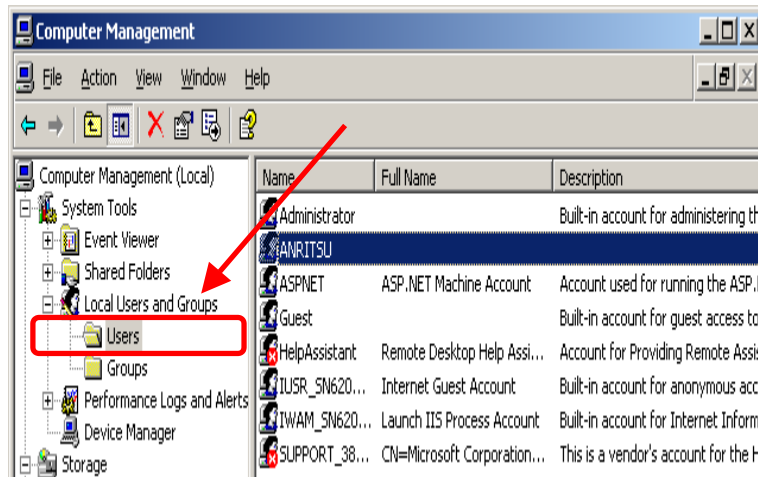 Computer Management
File Action View Window Help
Computer Management (Local)
System Tools
Event Viewer
Shared Folders
Local Users and Groups
Users
Groups
Performance Logs and Alerts
Device Manager
Storage
Name Full Name Description
Administrator Built-in account for administering th
ANRITSU
ASPNET ASP.NET Machine Account Account used for running the ASP.
Guest Built-in account for guest access to
HelpAssistant Remote Desktop Help Assi... Account for Providing Remote Assis
IUSR_SN620... Internet Guest Account Built-in account for anonymous acc
IWAM_SN620... Launch IIS Process Account Built-in account for Internet Inform
SUPPORT_38... CN=Microsoft Corporation... This is a vendor's account for the H